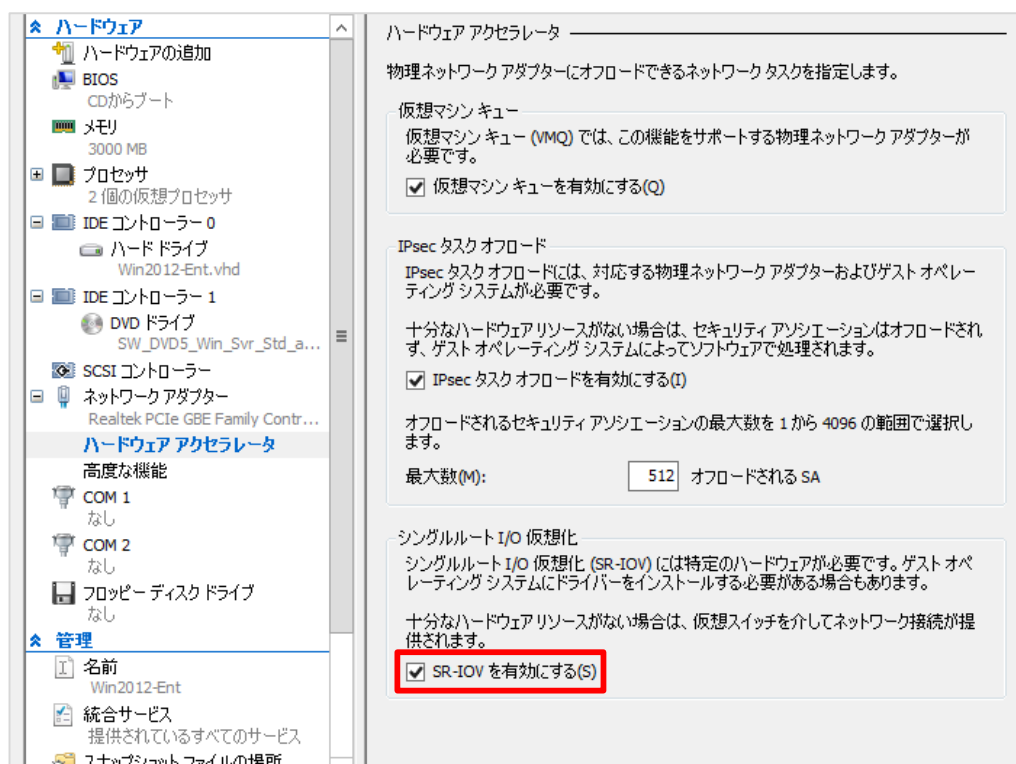 ハードウェア
ハードウェアの追加
BIOS
CDからブート
メモリ
3000 MB
プロセッサ
2 個の仮想プロセッサ
IDE コントローラー 0
ハード ドライブ
Win2012-Ent.vhd
IDE コントローラー 1
DVD ドライブ
SW_DVD5_Win_Svr_Std_a...
SCSI コントローラー
ネットワーク アダプター
Realtek PCIe GBE Family Contr...
ハードウェア アクセラレータ
高度な機能
COM 1
なし
COM 2
なし
フロッピー ディスク ドライブ
なし
管理
名前
Win2012-Ent
統合サービス
提供されているすべてのサービス
スナップショット ファイルの場所
ハードウェア アクセラレータ
物理ネットワーク アダプターにオフロードできるネットワーク タスクを指定します。
仮想マシン キュー
仮想マシン キュー (VMQ) では、この機能をサポートする物理ネットワーク アダプターが
必要です。
仮想マシン キューを有効にする(Q)
IPsec タスク オフロード
IPsec タスク オフロードには、対応する物理ネットワーク アダプターおよびゲスト オペレー
ティング システムが必要です。
十分なハードウェア リソースがない場合は、セキュリティ アソシエーションはオフロードされ
ず、ゲスト オペレーティング システムによってソフトウェアで処理されます。
IPsec タスク オフロードを有効にする(I)
オフロードされるセキュリティ アソシエーションの最大数を 1 から 4096 の範囲で選択し
ます。
最大数(M): 512 オフロードされる SA
シングルルート I/O 仮想化
シングルルート I/O 仮想化 (SR-IOV) には特定のハードウェアが必要です。ゲスト オペ
レーティング システムにドライバーをインストールする必要がある場合もあります。
十分なハードウェア リソースがない場合は、仮想スイッチを介してネットワーク接続が提
供されます。
SR-IOV を有効にする(S)